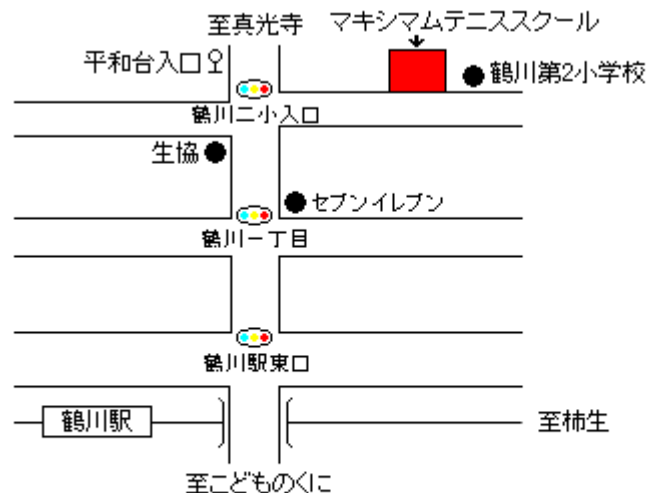 至真光寺
マキシマムテニススクール
平和台入口
鶴川第2小学校
鶴川二小入口
生協
セブンイレブン
鶴川一丁目
鶴川駅東口
鶴川駅
至柿生
至こどものくに